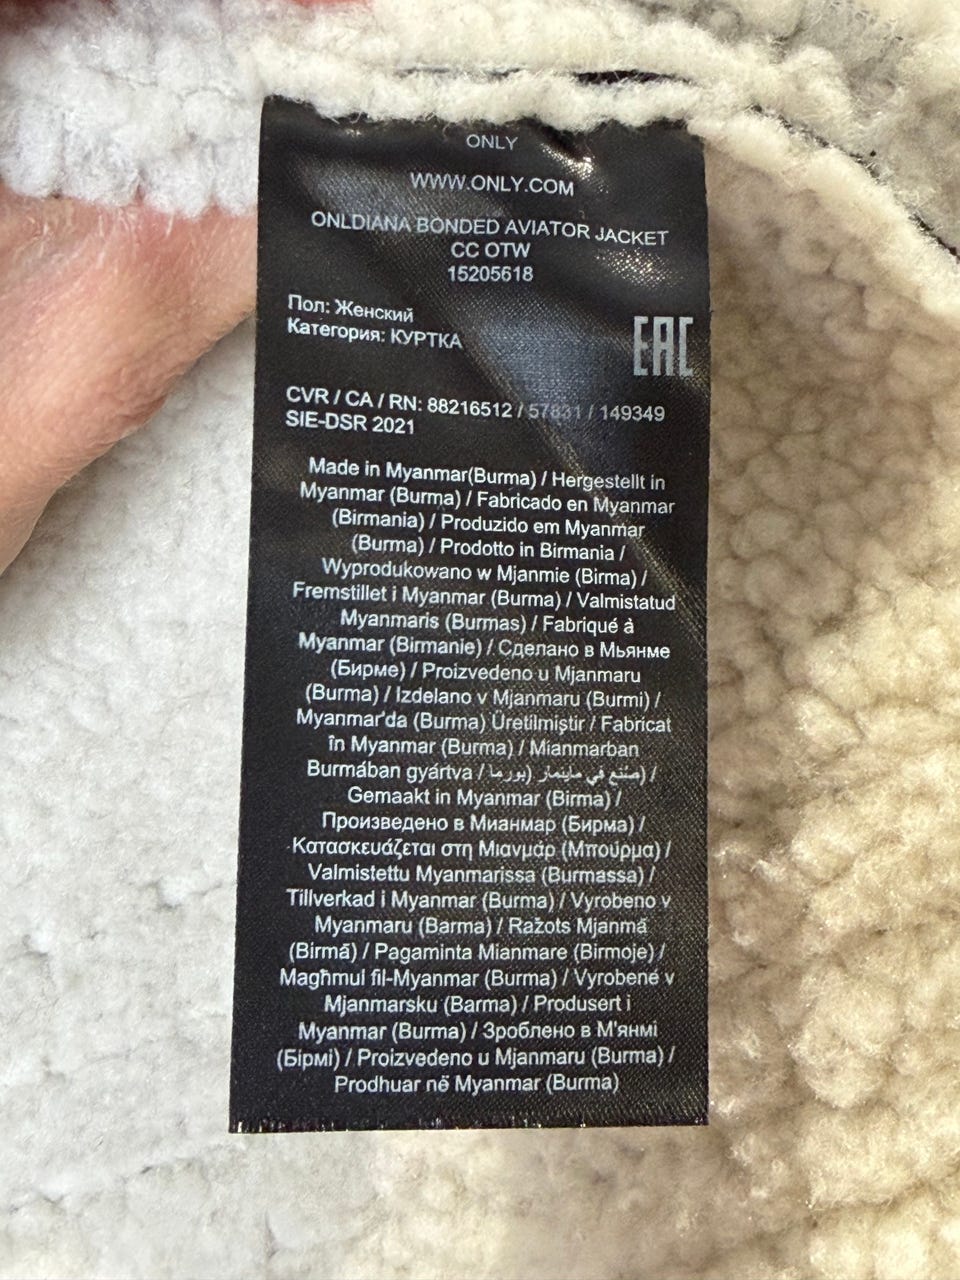 ONLY
WWW.ONLY.COM
ONLDIANA BONDED AVIATOR JACKET
CC OTW
15205618
Пол: Женский
Категория: КУРТКА
EAC
CVR / CA / RN: 88216512 / 57831 / 149349
SIE-DSR 2021
Made in Myanmar(Burma) / Hergestellt in
Myanmar (Burma) / Fabricado en Myanmar
(Birmania) / Produzido em Myanmar
(Burma) / Prodotto in Birmania /
Wyprodukowano w Mjanmie (Birma) /
Fremstillet i Myanmar (Burma) / Valmistatud
Myanmaris (Burmas) / Fabriqué à
Myanmar (Birmanie) / Сделано в Мьянме
(Бирме) / Proizvedeno u Mjanmaru
(Burma) / Izdelano v Mjanmaru (Burmi) /
Myanmar'da (Burma) Üretilmiştir / Fabricat
în Myanmar (Burma) / Mianmarban
Burmában gyártva / صُنع في ماينمار (بورما) /
Gemaakt in Myanmar (Birma) /
Произведено в Мианмар (Бирма) /
Κατασκευάζεται στη Μιανμάρ (Μπούρμα) /
Valmistettu Myanmarissa (Burmassa) /
Tillverkad i Myanmar (Burma) / Vyrobeno v
Myanmaru (Barma) / Ražots Mjanmā
(Birmā) / Pagaminta Mianmare (Birmoje) /
Magħmul fil-Myanmar (Burma) / Vyrobené v
Mjanmarsku (Barma) / Produsert i
Myanmar (Burma) / Зроблено в М'янмі
(Бірмі) / Proizvedeno u Mjanmaru (Burma) /
Prodhuar në Myanmar (Burma)